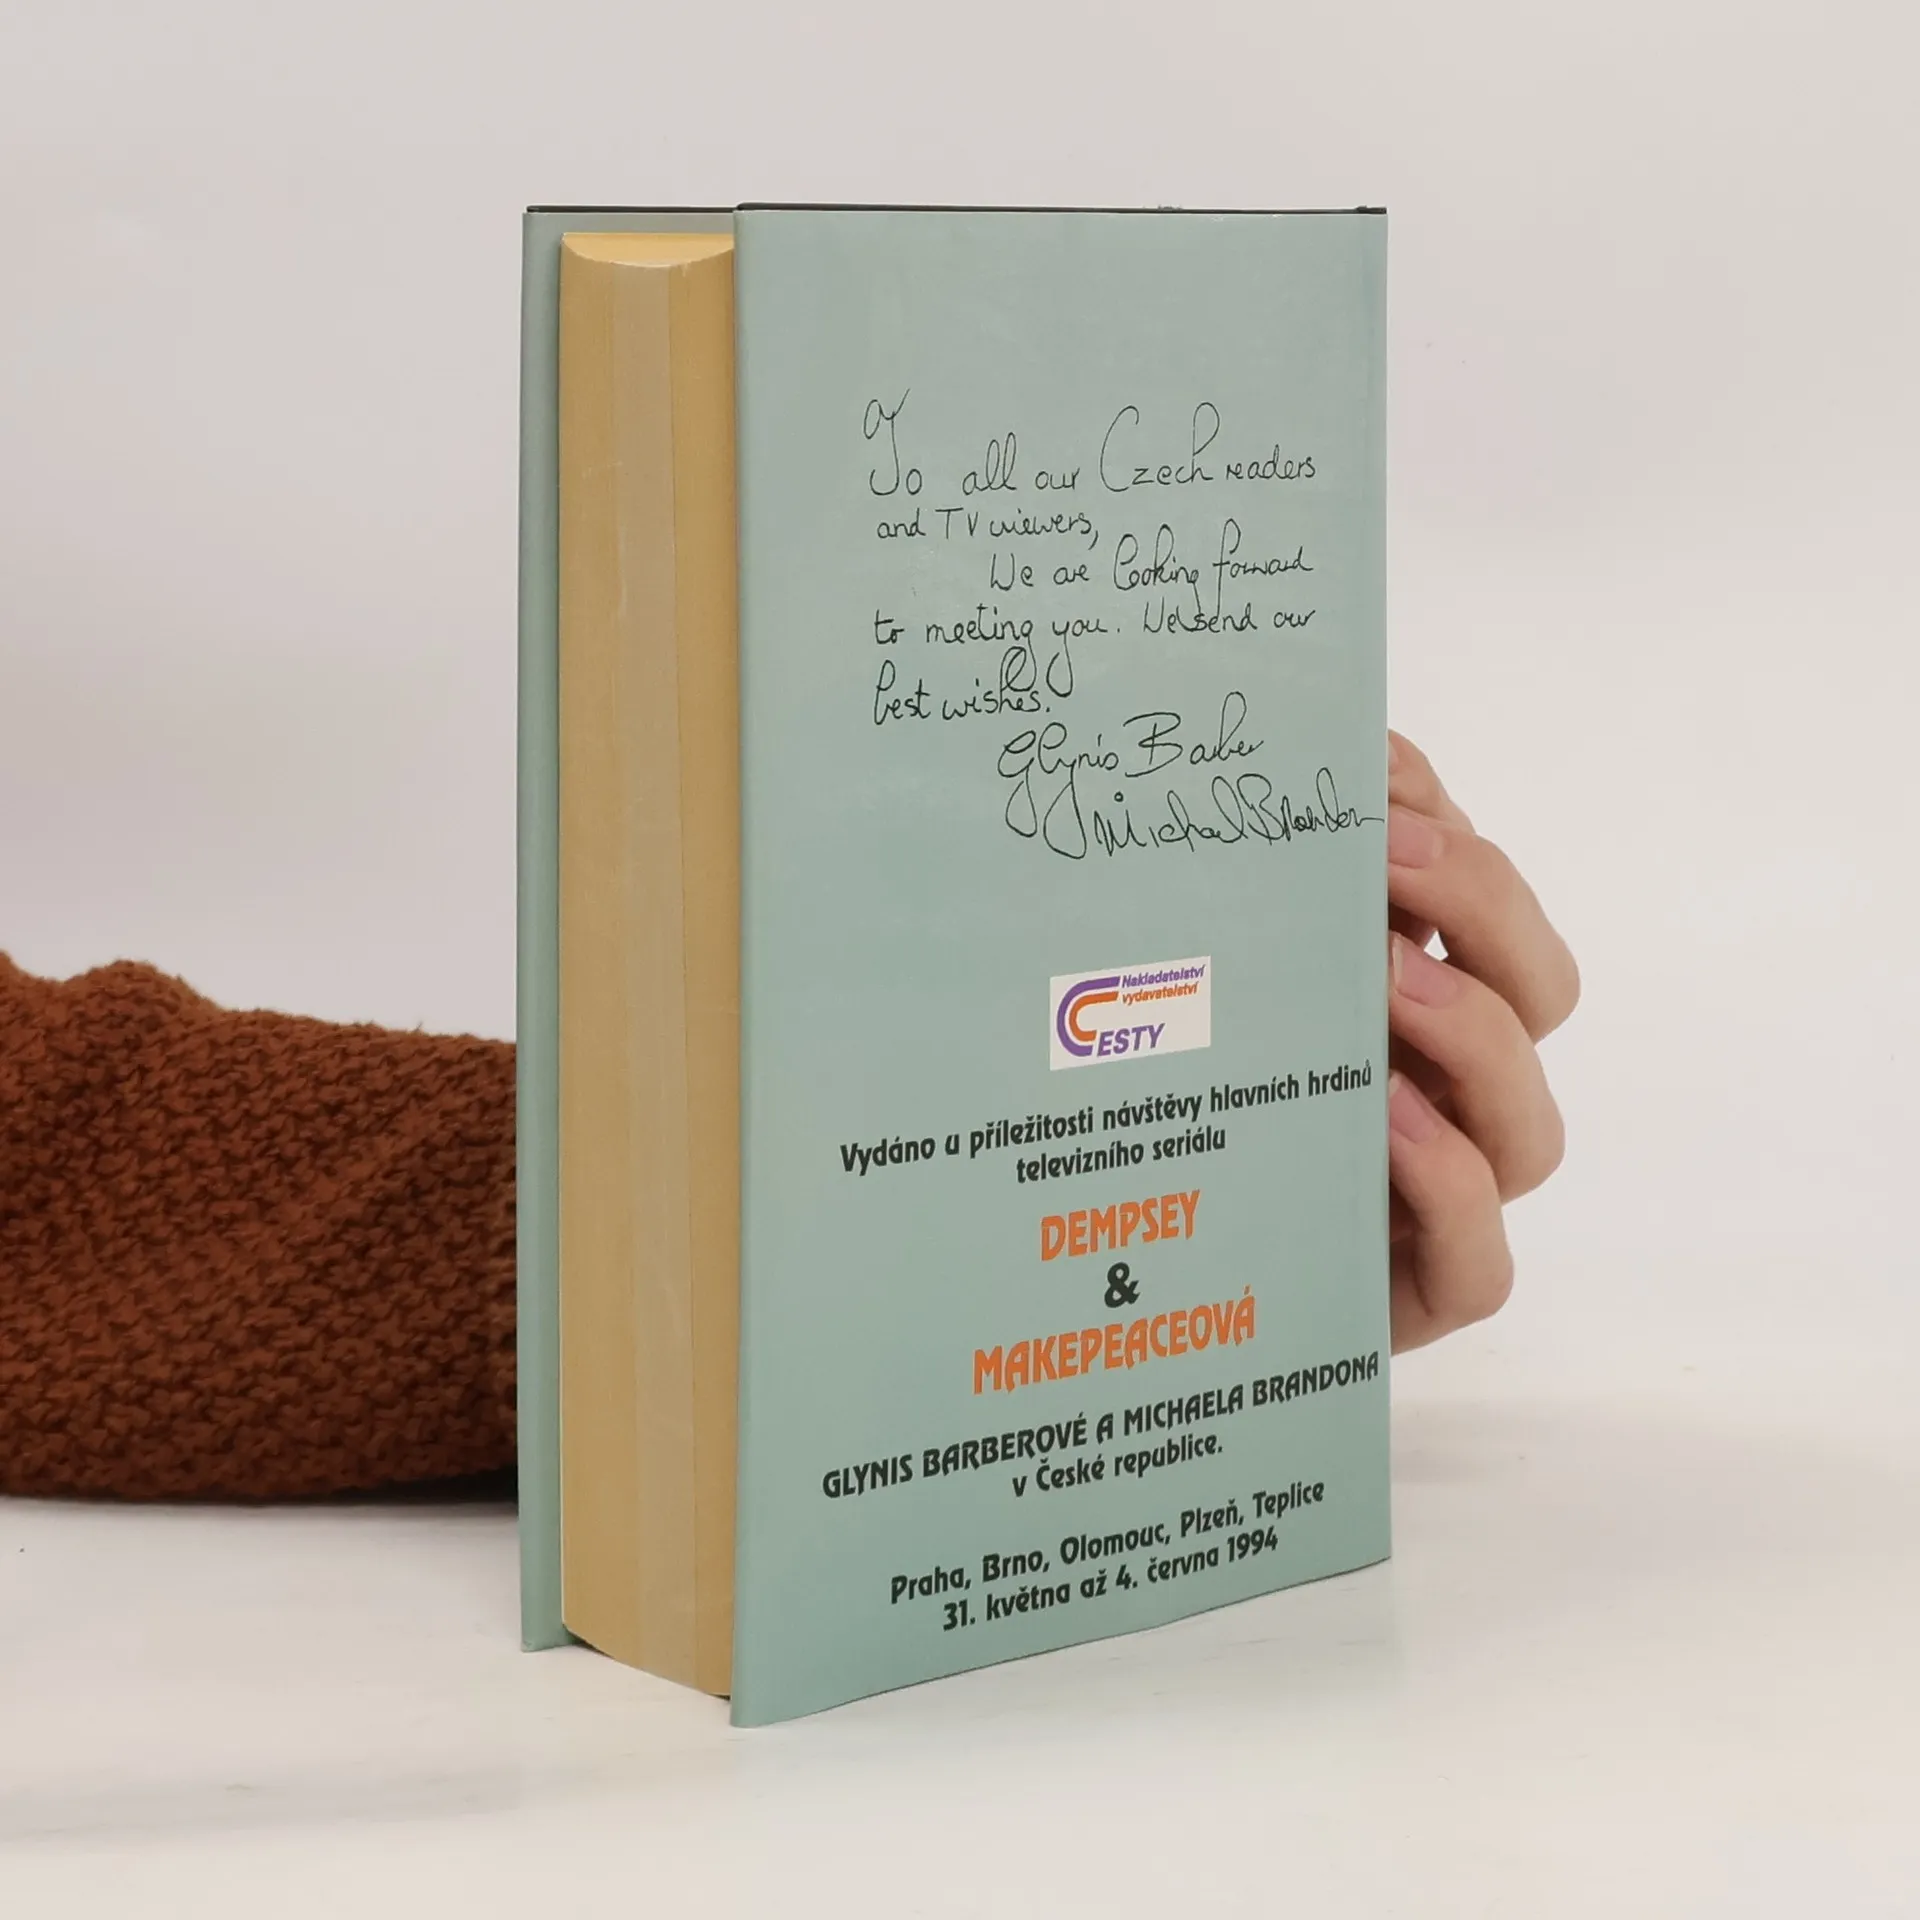 To all our Czech readers
and TV viewers,
We are looking forward
to meeting you. We send our
best wishes.
Glynis Barber
Michael Brandon
Nakladatelství
vydavatelství
CESTY
Vydáno u příležitosti návštěvy hlavních hrdinů
televizního seriálu
DEMPSEY
&
MAKEPEACEOVÁ
GLYNIS BARBEROVÉ A MICHAELA BRANDONA
v České republice.
Praha, Brno, Olomouc, Plzeň, Teplice
31. května až 4. června 1994